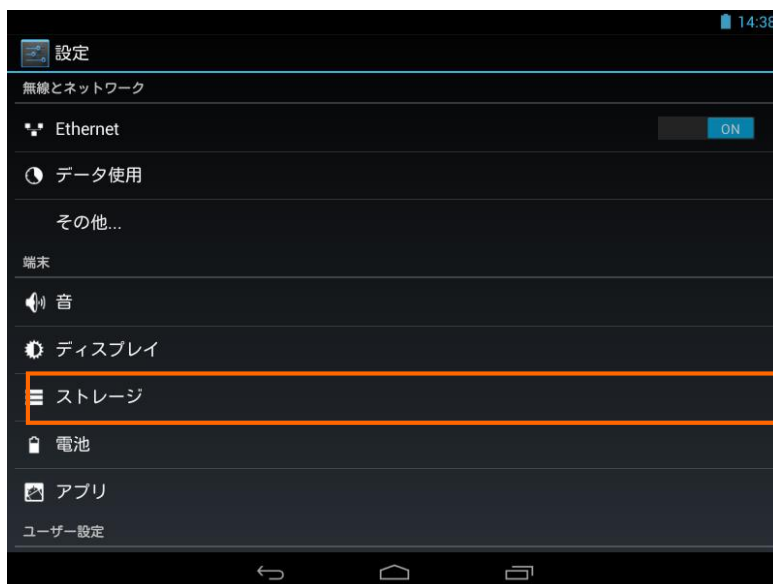 14:38
設定
無線とネットワーク
Ethernet
ON
データ使用
その他...
端末
音
ディスプレイ
ストレージ
電池
アプリ
ユーザー設定